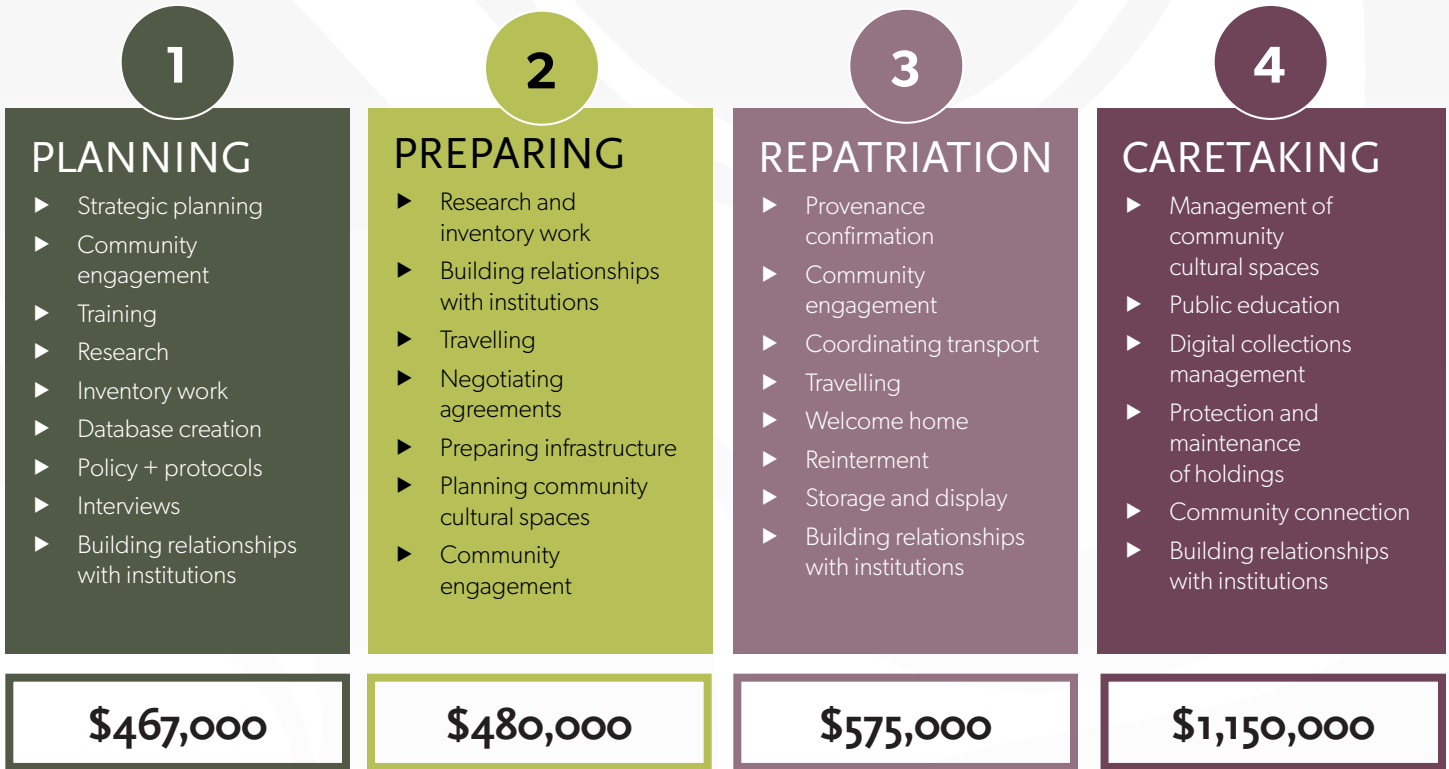 1
PLANNING
Strategic planning
Community
engagement
Training
Research
Inventory work
Database creation
Policy + protocols
Interviews
Building relationships
with institutions
$467,000
2
PREPARING
Research and
inventory work
Building relationships
with institutions
Travelling
Negotiating
agreements
Preparing infrastructure
Planning community
cultural spaces
Community
engagement
$480,000
3
REPATRIATION
Provenance
confirmation
Community
engagement
Coordinating transport
Travelling
Welcome home
Reinterment
Storage and display
Building relationships
with institutions
$575,000
4
CARETAKING
Management of
community
cultural spaces
Public education
Digital collections
management
Protection and
maintenance
of holdings
Community connection
Building relationships
with institutions
$1,150,000